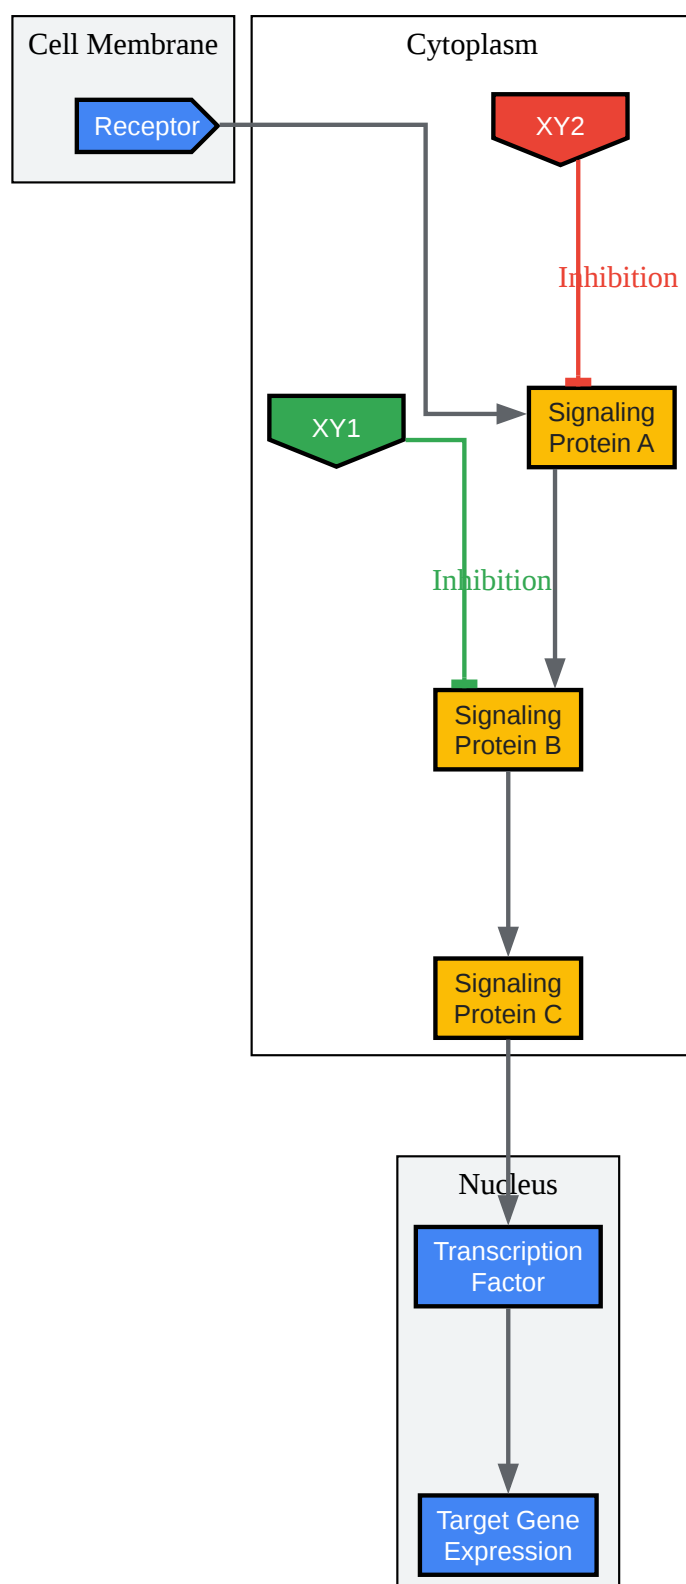 Cell Membrane
Cytoplasm
Receptor
XY2
Inhibition
XY1
Signaling
Protein A
Inhibition
Signaling
Protein B
Signaling
Protein C
Nucleus
Transcription
Factor
Target Gene
Expression